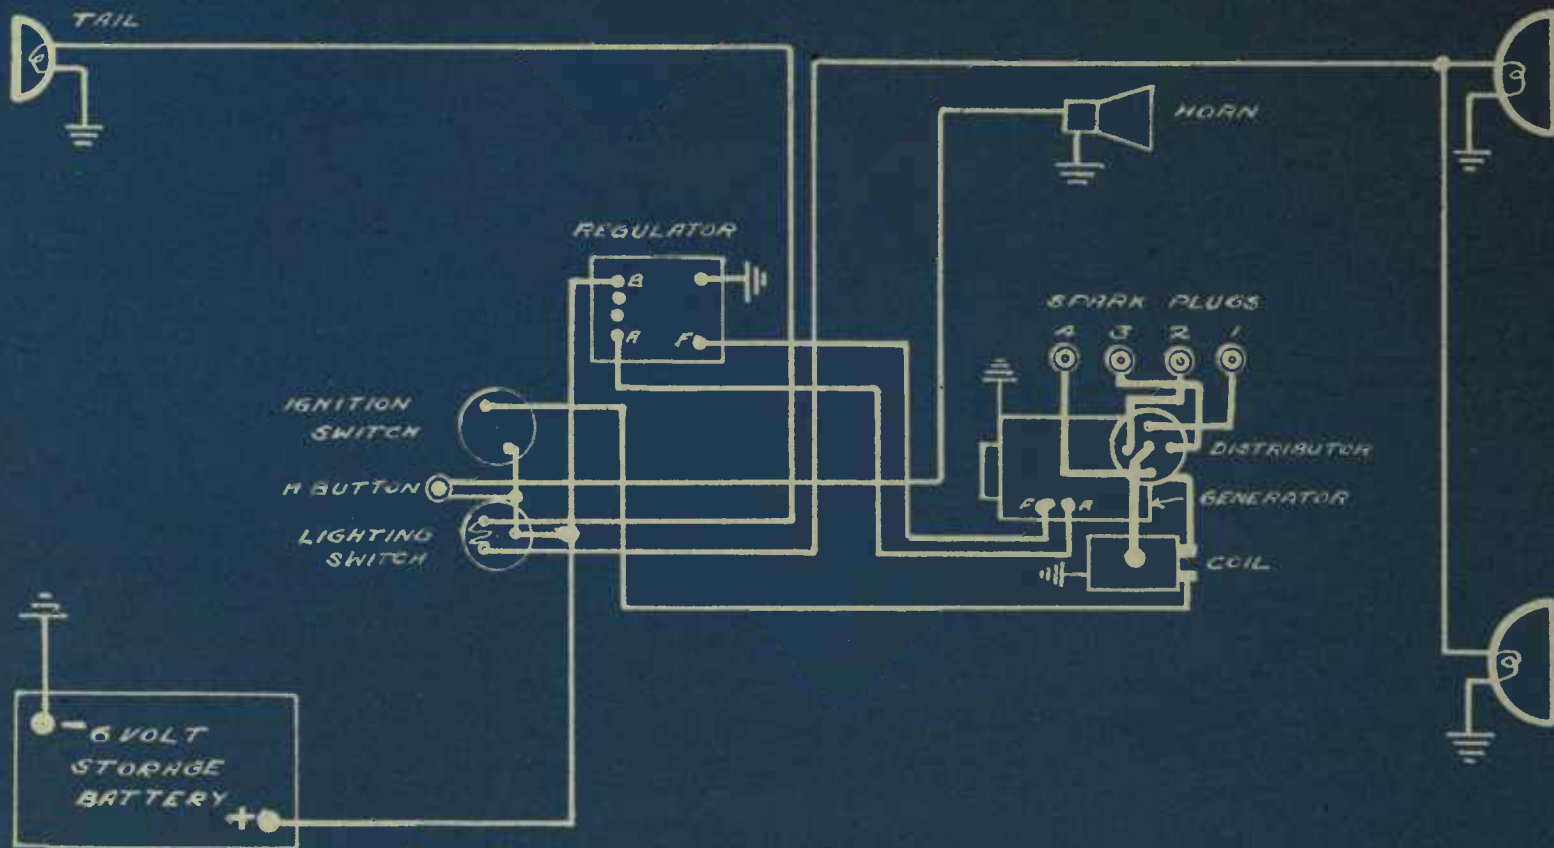 TAIL
HORN
REGULATOR
B
A
F
SPARK PLUGS
4 3 2 1
IGNITION
SWITCH
DISTRIBUTOR
H BUTTON
GENERATOR
F A
LIGHTING
SWITCH
COIL
- 6 VOLT
STORAGE
BATTERY
+